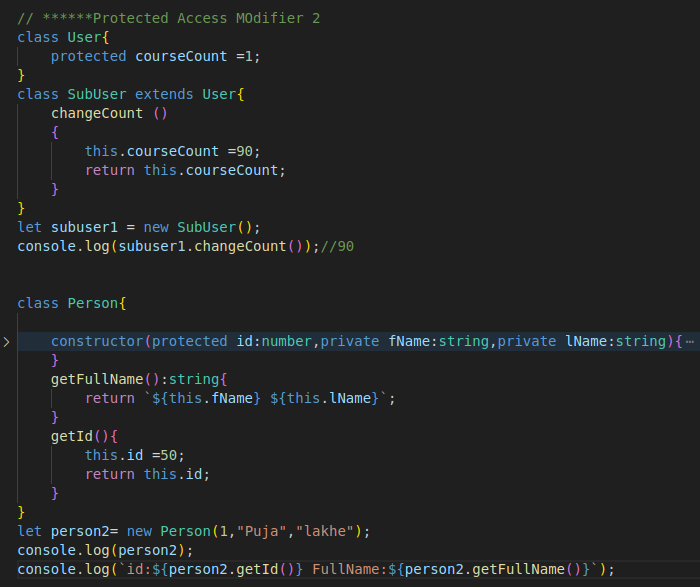 // ******Protected Access MOdifier 2
class User{
    protected courseCount =1;
}
class SubUser extends User{
    changeCount ()
    {
        this.courseCount =90;
        return this.courseCount;
    }
}
let subuser1 = new SubUser();
console.log(subuser1.changeCount());//90
class Person{
    constructor(protected id:number,private fName:string,private lName:string){⋯
    }
    getFullName():string{
        return `${this.fName} ${this.lName}`;
    }
    getId(){
        this.id =50;
        return this.id;
    }
}
let person2= new Person(1,"Puja","lakhe");
console.log(person2);
console.log(`id:${person2.getId()} FullName:${person2.getFullName()}`);